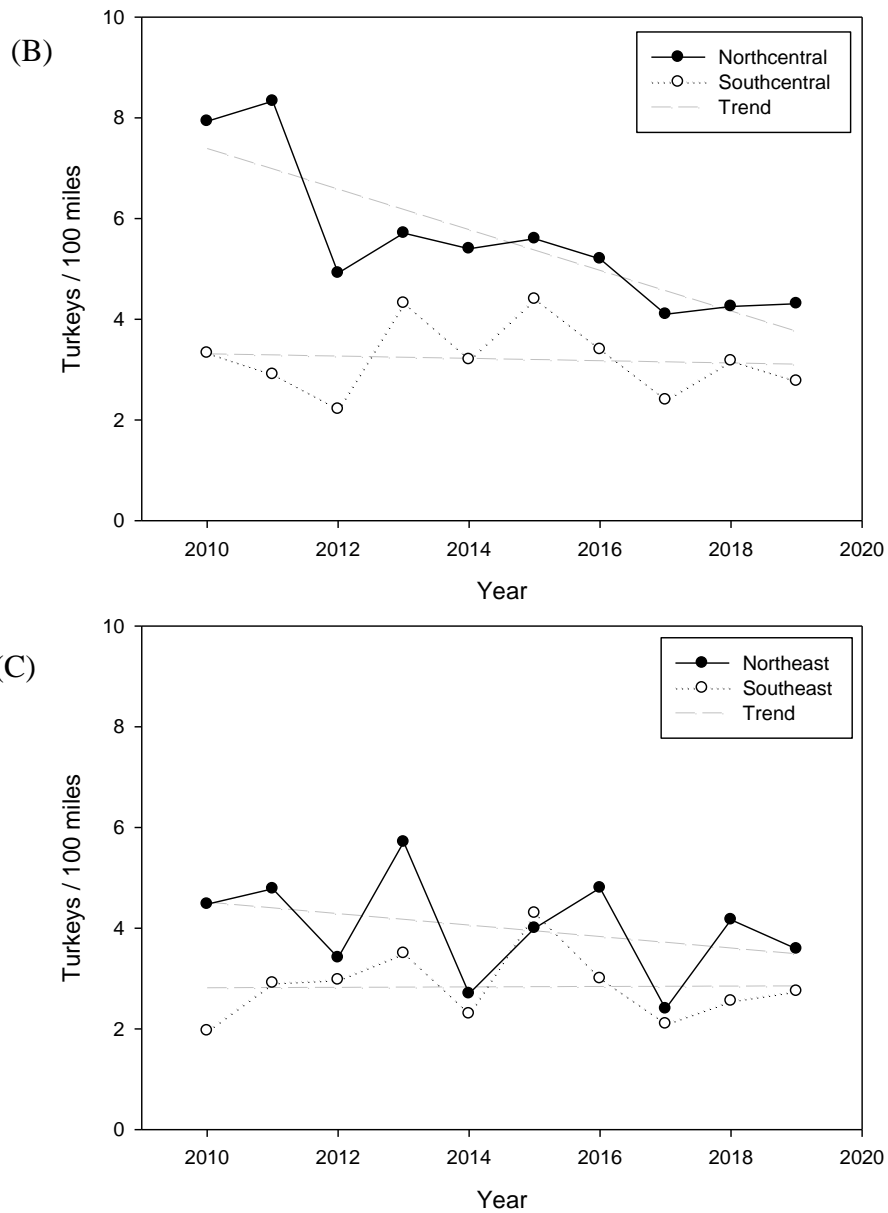 (B)
10
8
6
4
2
0
Turkeys / 100 miles
Northcentral
Southcentral
Trend
2010 2012 2014 2016 2018 2020
Year
(C)
10
8
6
4
2
0
Turkeys / 100 miles
Northeast
Southeast
Trend
2010 2012 2014 2016 2018 2020
Year